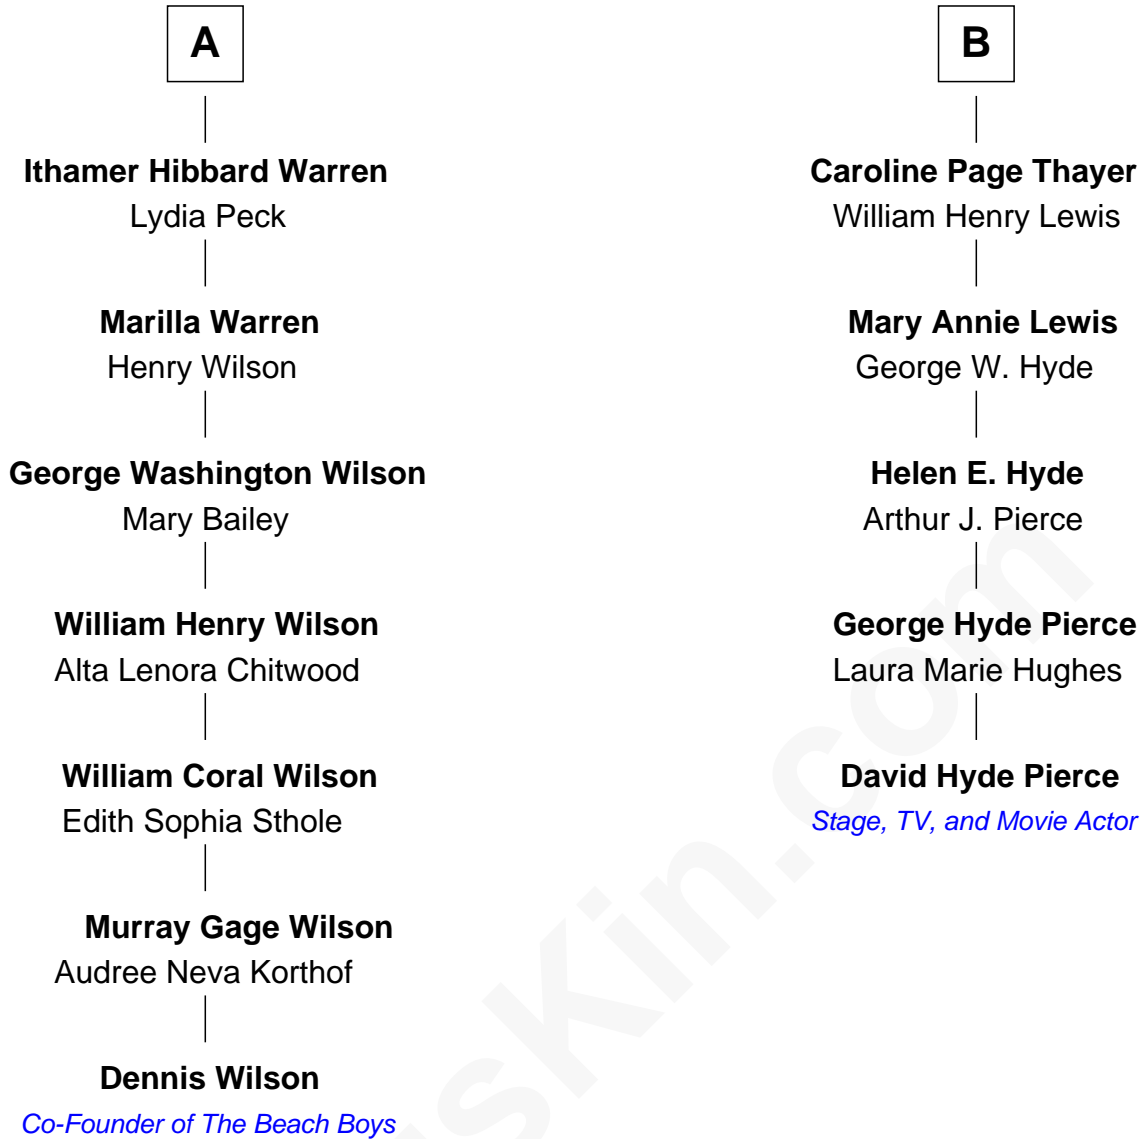 A
Ithamer Hibbard Warren
Lydia Peck
Marilla Warren
Henry Wilson
George Washington Wilson
Mary Bailey
William Henry Wilson
Alta Lenora Chitwood
William Coral Wilson
Edith Sophia Sthole
Murray Gage Wilson
Audree Neva Korthof
Dennis Wilson
Co-Founder of The Beach Boys
B
Caroline Page Thayer
William Henry Lewis
Mary Annie Lewis
George W. Hyde
Helen E. Hyde
Arthur J. Pierce
George Hyde Pierce
Laura Marie Hughes
David Hyde Pierce
Stage, TV, and Movie Actor